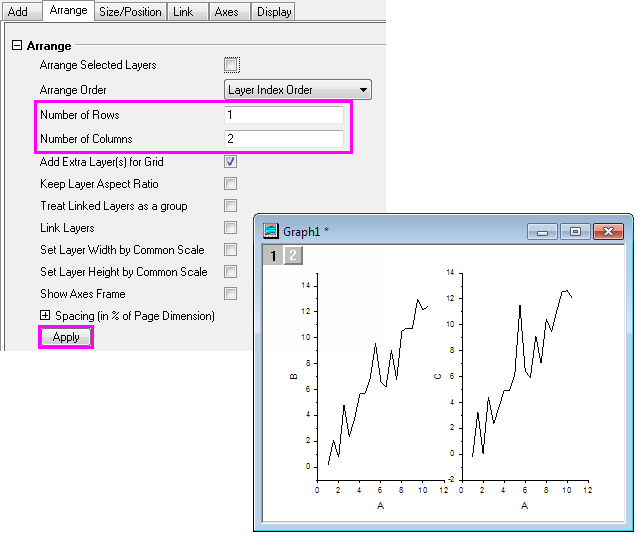 Add Arrange Size/Position Link Axes Display
Arrange
Arrange Selected Layers
Arrange Order Layer Index Order
Number of Rows 1
Number of Columns 2
Add Extra Layer(s) for Grid
Keep Layer Aspect Ratio
Treat Linked Layers as a group
Link Layers
Set Layer Width by Common Scale
Set Layer Height by Common Scale
Show Axes Frame
Spacing (in % of Page Dimension)
Apply
Graph1 *
1 2
14
12
10
8
6
4
2
0
B
0 2 4 6 8 10 12
A
14
12
10
8
6
4
2
0
-2
C
0 2 4 6 8 10 12
A